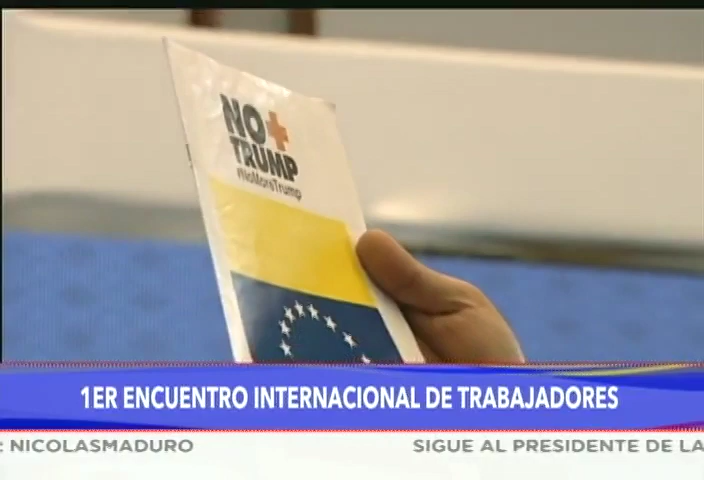 NO+
TRUMP
#NoMoreTrump
1ER ENCUENTRO INTERNACIONAL DE TRABAJADORES
: NICOLASMADURO SIGUE AL PRESIDENTE DE LA